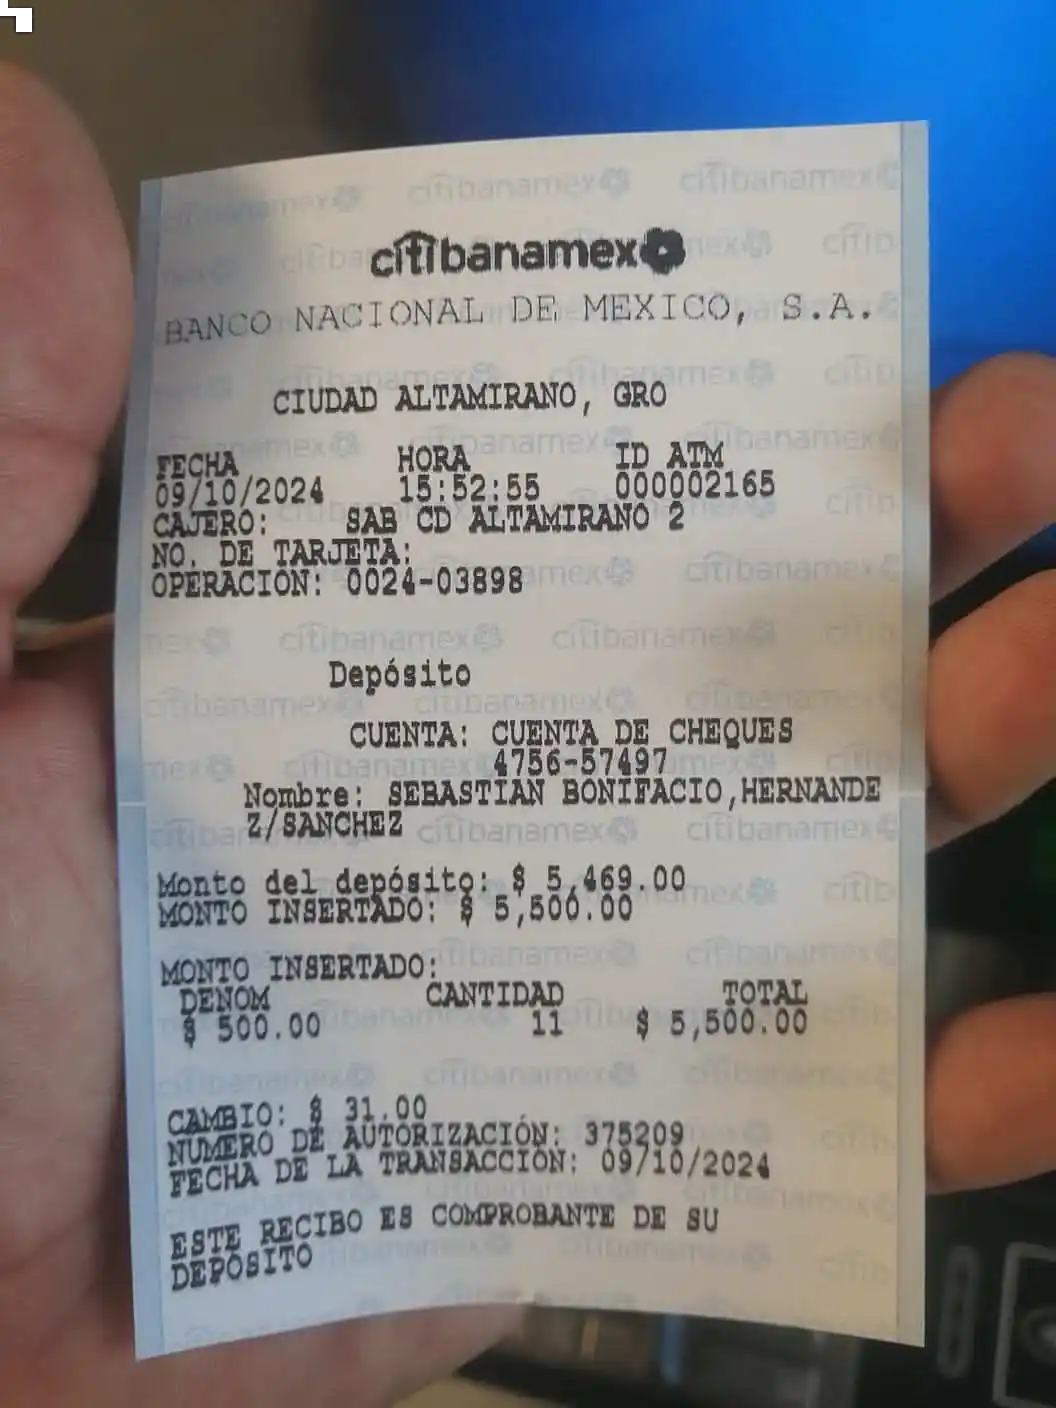 citibanamex
BANCO NACIONAL DE MEXICO, S.A.
CIUDAD ALTAMIRANO, GRO
FECHA HORA ID ATM
09/10/2024 15:52:55 000002165
CAJERO: SAB CD ALTAMIRANO 2
NO. DE TARJETA:
OPERACIÓN: 0024-03898
Depósito
CUENTA: CUENTA DE CHEQUES
4756-57497
Nombre: SEBASTIAN BONIFACIO,HERNANDE
Z/SANCHEZ
Monto del depósito: $ 5,469.00
MONTO INSERTADO: $ 5,500.00
MONTO INSERTADO:
DENOM CANTIDAD TOTAL
$ 500.00 11 $ 5,500.00
CAMBIO: $ 31.00
NUMERO DE AUTORIZACIÓN: 375209
FECHA DE LA TRANSACCIÓN: 09/10/2024
ESTE RECIBO ES COMPROBANTE DE SU
DEPÓSITO